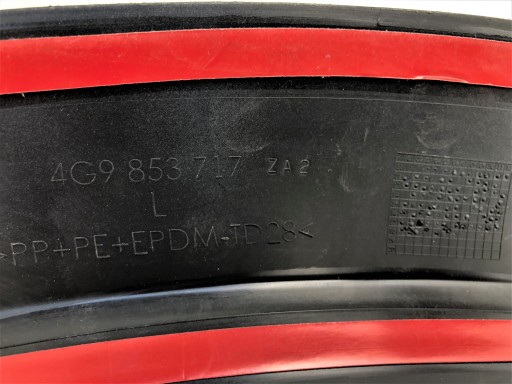 4G9 853 717 ZA2
L
>PP+PE+EPDM-TD28<